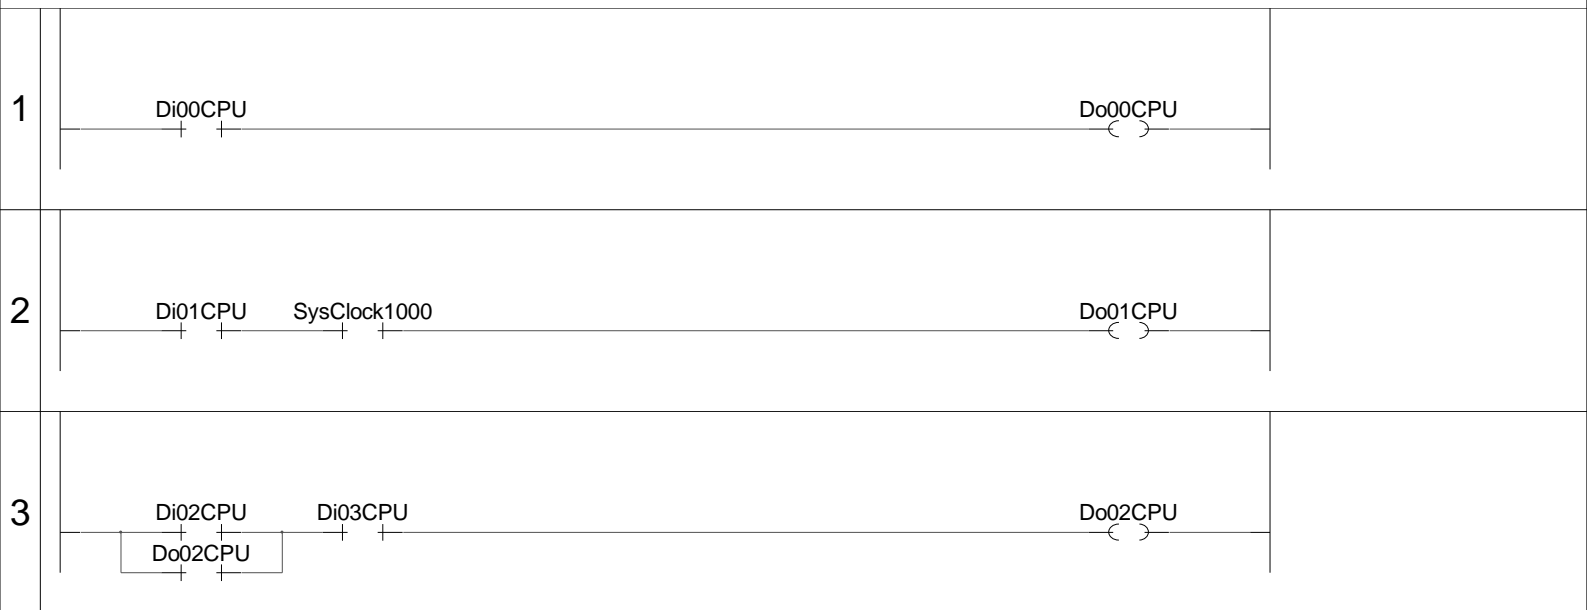 1
Di00CPU Do00CPU
2
Di01CPU SysClock1000 Do01CPU
3
Di02CPU Di03CPU Do02CPU
Do02CPU